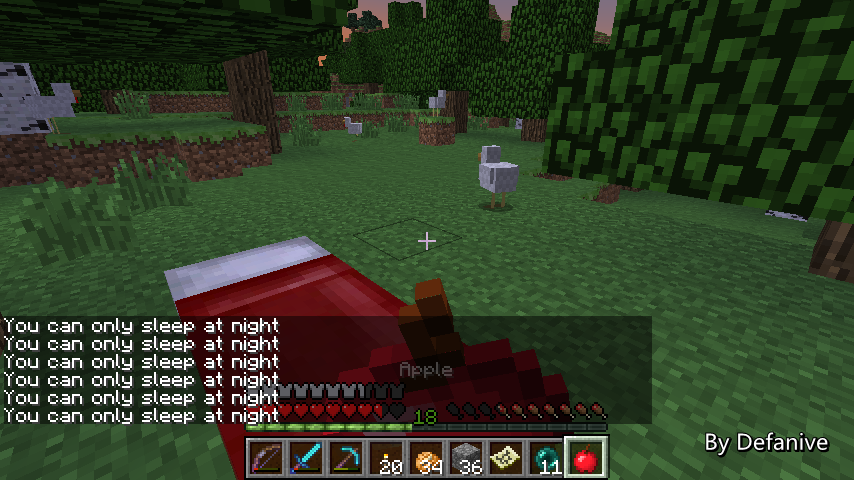 You can only sleep at night
You can only sleep at night
You can only sleep at night
Apple
You can only sleep at night
You can only sleep at night
You can only sleep at night
18
20
34
36
11
By Defanive